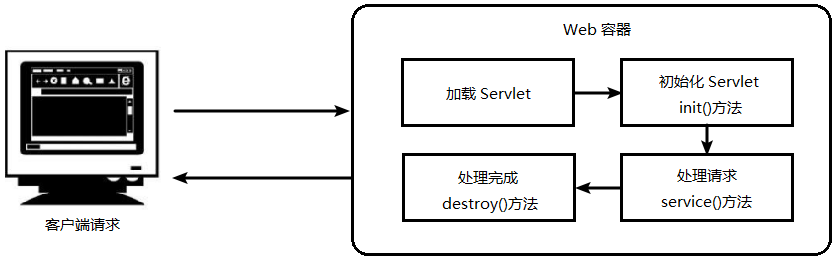 Web 容器
加载 Servlet
初始化 Servlet
init()方法
处理完成
destroy()方法
处理请求
service()方法
客户端请求